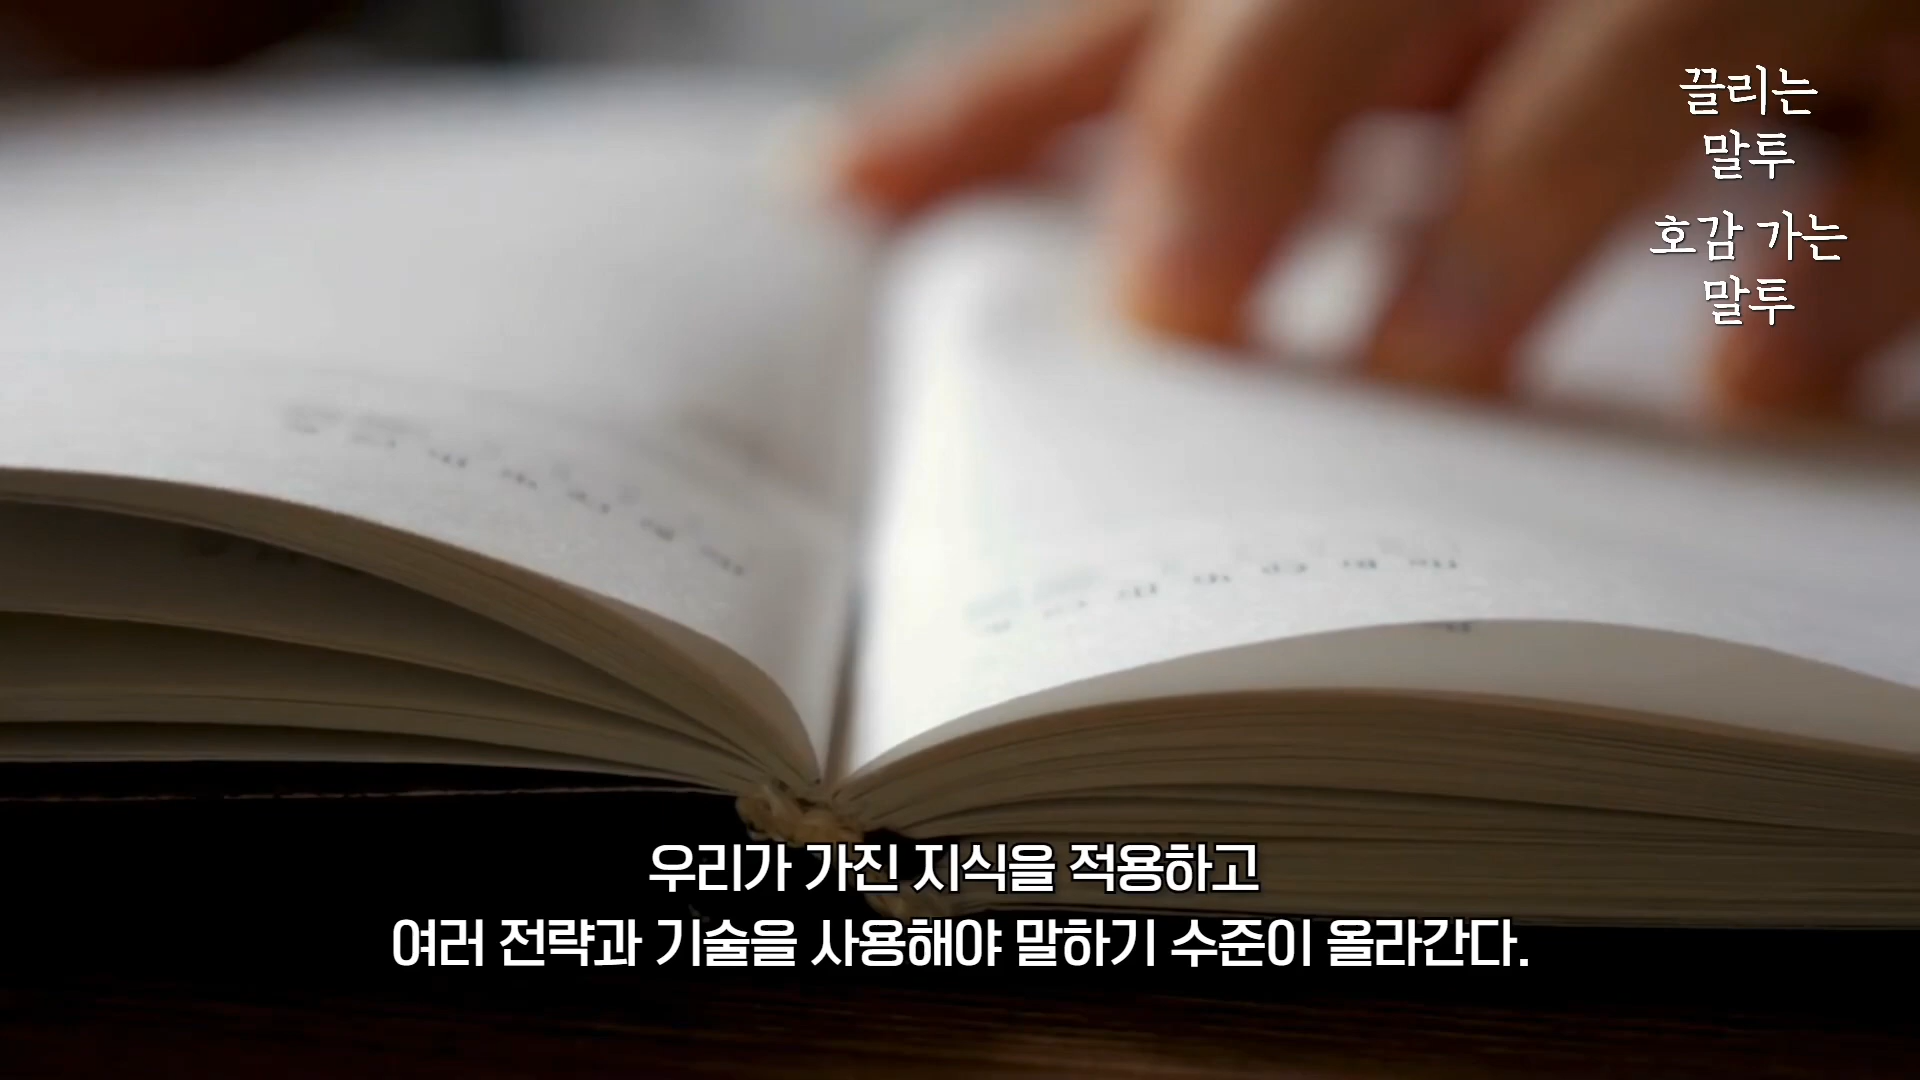 끌리는
말투
호감 가는
말투
우리가 가진 지식을 적용하고
여러 전략과 기술을 사용해야 말하기 수준이 올라간다.